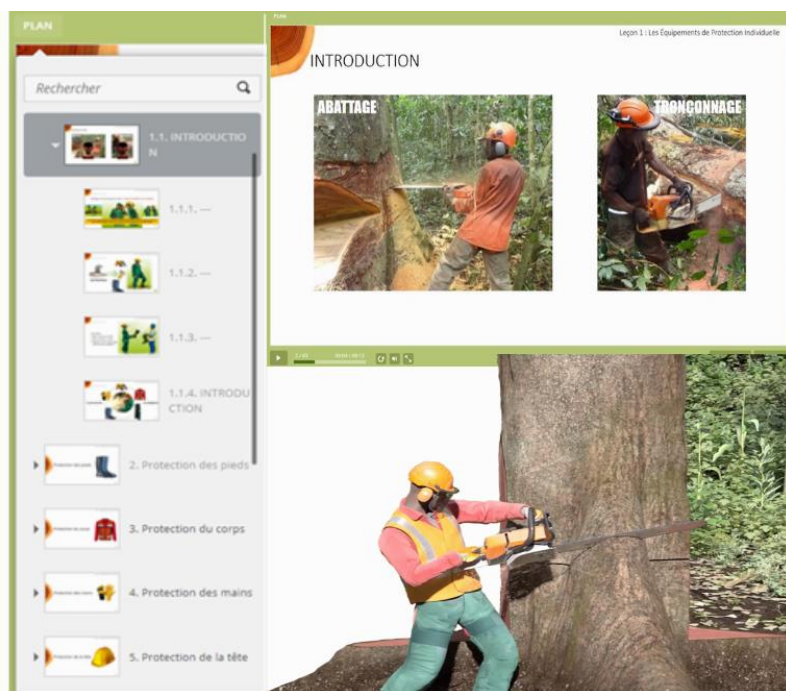 PLAN
Rechercher
1.1. INTRODUCTIO
N
1.1.1. —
1.1.2. —
1.1.3. —
1.1.4. INTRODU
CTION
2. Protection des pieds
3. Protection du corps
4. Protection des mains
5. Protection de la tête
PLAN
Leçon 1 : Les Équipements de Protection Individuelle
INTRODUCTION
ABATTAGE
TRONÇONNAGE